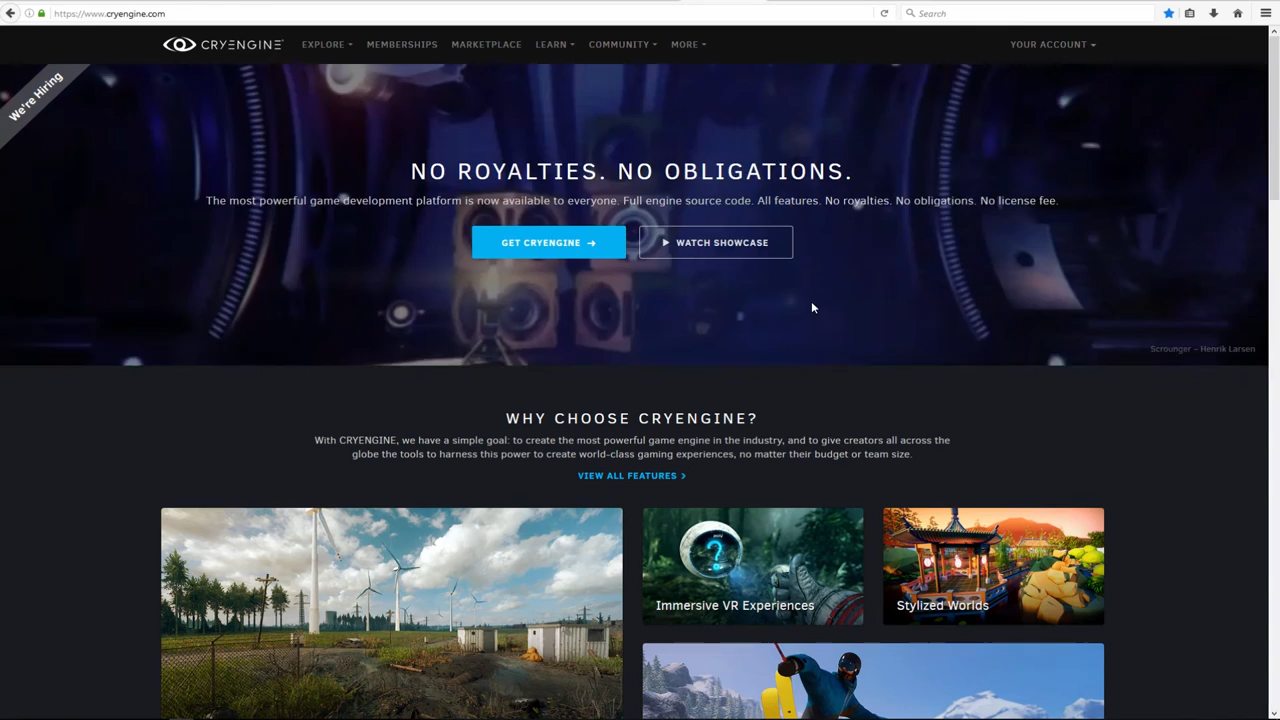 https://www.cryengine.com
Search
CRYENGINE
EXPLORE
MEMBERSHIPS
MARKETPLACE
LEARN
COMMUNITY
MORE
YOUR ACCOUNT
We're Hiring
NO ROYALTIES. NO OBLIGATIONS.
The most powerful game development platform is now available to everyone. Full engine source code. All features. No royalties. No obligations. No license fee.
GET CRYENGINE
WATCH SHOWCASE
Scrounger – Henrik Larsen
WHY CHOOSE CRYENGINE?
With CRYENGINE, we have a simple goal: to create the most powerful game engine in the industry, and to give creators all across the
globe the tools to harness this power to create world-class gaming experiences, no matter their budget or team size.
VIEW ALL FEATURES
Immersive VR Experiences
Stylized Worlds